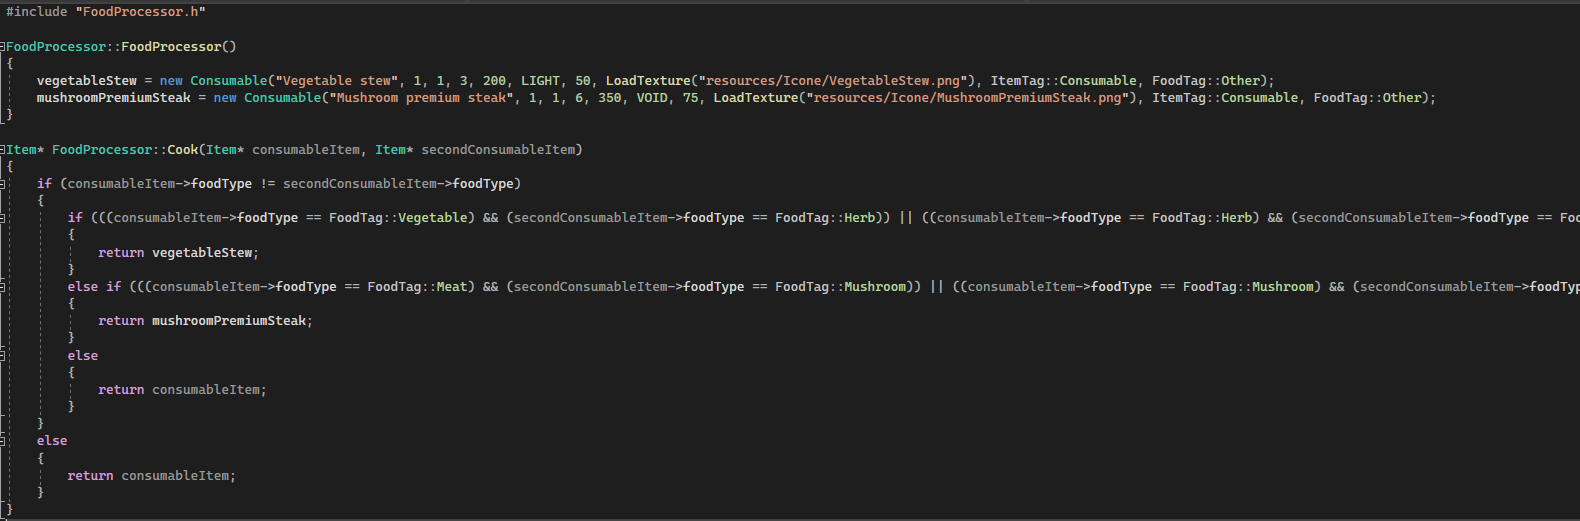 #include "FoodProcessor.h"
FoodProcessor::FoodProcessor()
{
vegetableStew = new Consumable("Vegetable stew", 1, 1, 3, 200, LIGHT, 50, LoadTexture("resources/Icone/VegetableStew.png"), ItemTag::Consumable, FoodTag::Other);
mushroomPremiumSteak = new Consumable("Mushroom premium steak", 1, 1, 6, 350, VOID, 75, LoadTexture("resources/Icone/MushroomPremiumSteak.png"), ItemTag::Consumable, FoodTag::Other);
}
Item* FoodProcessor::Cook(Item* consumableItem, Item* secondConsumableItem)
{
if (consumableItem->foodType != secondConsumableItem->foodType)
{
if (((consumableItem->foodType == FoodTag::Vegetable) && (secondConsumableItem->foodType == FoodTag::Herb)) || ((consumableItem->foodType == FoodTag::Herb) && (secondConsumableItem->foodType == Foo
{
return vegetableStew;
}
else if (((consumableItem->foodType == FoodTag::Meat) && (secondConsumableItem->foodType == FoodTag::Mushroom)) || ((consumableItem->foodType == FoodTag::Mushroom) && (secondConsumableItem->foodTyp
{
return mushroomPremiumSteak;
}
else
{
return consumableItem;
}
}
else
{
return consumableItem;
}
}